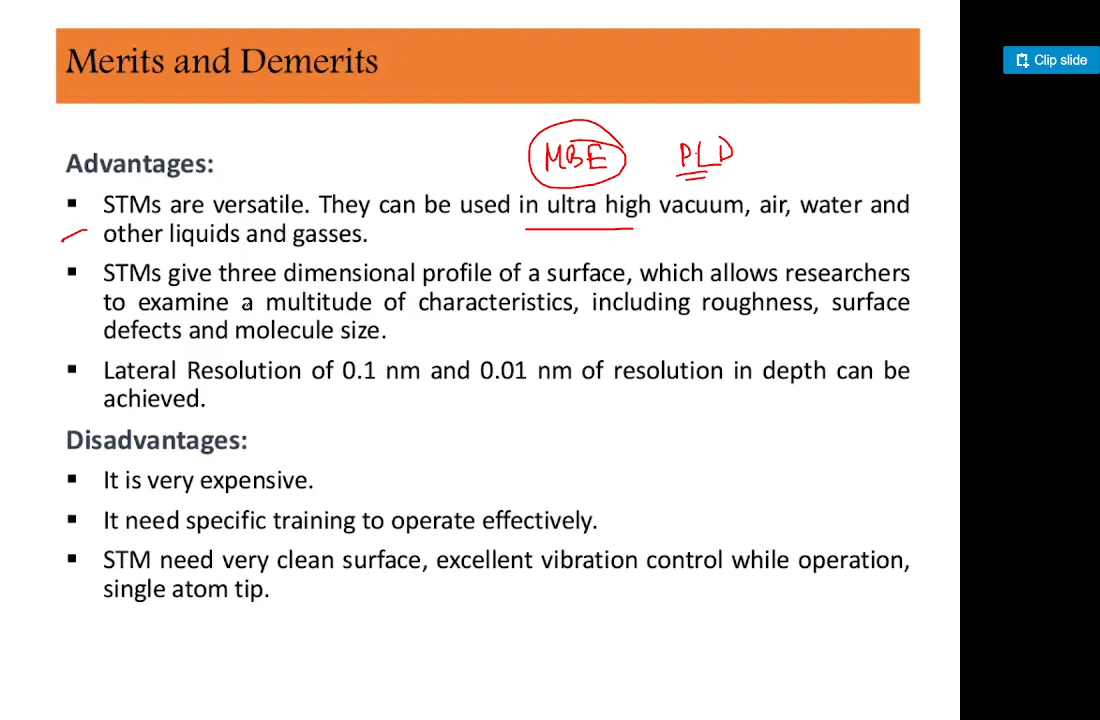 Merits and Demerits
Clip slide
MBE PLD
Advantages:
▪ STMs are versatile. They can be used in ultra high vacuum, air, water and
other liquids and gasses.
▪ STMs give three dimensional profile of a surface, which allows researchers
to examine a multitude of characteristics, including roughness, surface
defects and molecule size.
▪ Lateral Resolution of 0.1 nm and 0.01 nm of resolution in depth can be
achieved.
Disadvantages:
▪ It is very expensive.
▪ It need specific training to operate effectively.
▪ STM need very clean surface, excellent vibration control while operation,
single atom tip.